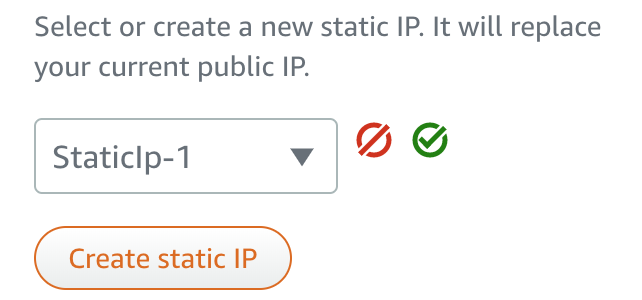 Select or create a new static IP. It will replace
your current public IP.
StaticIp-1
Create static IP